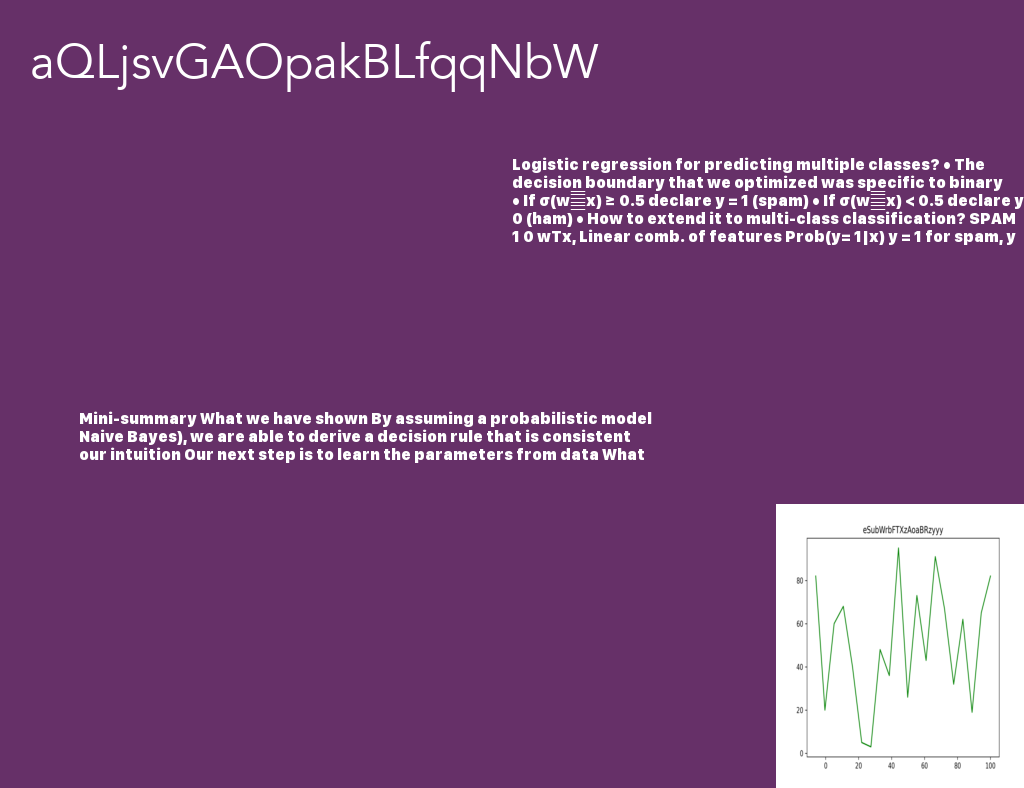 aQLjsvGAOpakBLfqqNbW
Logistic regression for predicting multiple classes? • The
decision boundary that we optimized was specific to binary
• If σ(w x) ≥ 0.5 declare y = 1 (spam) • If σ(w x) < 0.5 declare y
0 (ham) • How to extend it to multi-class classification? SPAM
1 0 wTx, Linear comb. of features Prob(y= 1|x) y = 1 for spam, y
Mini-summary What we have shown By assuming a probabilistic model
Naive Bayes), we are able to derive a decision rule that is consistent
our intuition Our next step is to learn the parameters from data What
eSubWrbFTXzAoaBRzyyy
80
60
40
20
0
0 20 40 60 80 100